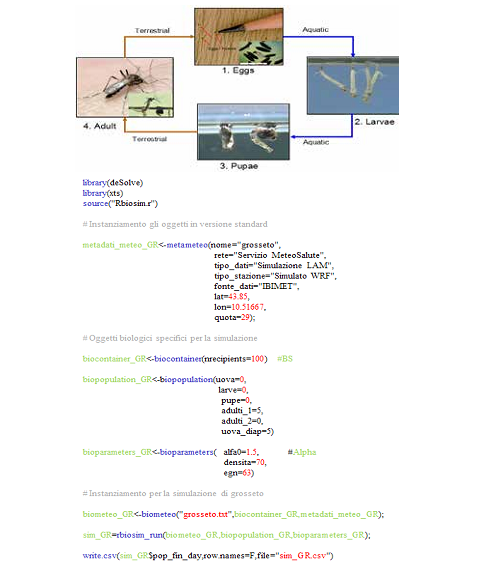 Terrestrial
Aquatic
1. Eggs
4. Adult
2. Larvae
Terrestrial
3. Pupae
Aquatic
library(deSolve)
library(xts)
source("Rbiosim.r")
# Instanziamento gli oggetti in versione standard
metadati_meteo_GR<-metameteo(nome="grosseto",
rete="Servizio MeteoSalute",
tipo_dati="Simulazione LAM",
tipo_stazione="Simulato WRF",
fonte_dati="IBIMET",
lat=43.85,
lon=10.51667,
quota=29);
# Oggetti biologici specifici per la simulazione
biocontainer_GR<-biocontainer(nrecipients=100) #BS
biopopulation_GR<-biopopulation(uova=0,
larve=0,
pupe=0,
adulti_1=5,
adulti_2=0,
uova_diap=5)
bioparameters_GR<-bioparameters( alfa0=1.5, #Alpha
densita=70,
egn=63)
# Instanziamento per la simulazione di grosseto
biometeo_GR<-biometeo("grosseto.txt",biocontainer_GR,metadati_meteo_GR);
sim_GR=rbiosim_run(biometeo_GR,biopopulation_GR,bioparameters_GR);
write.csv(sim_GR$pop_fin_day,row.names=F,file="sim_GR.csv")